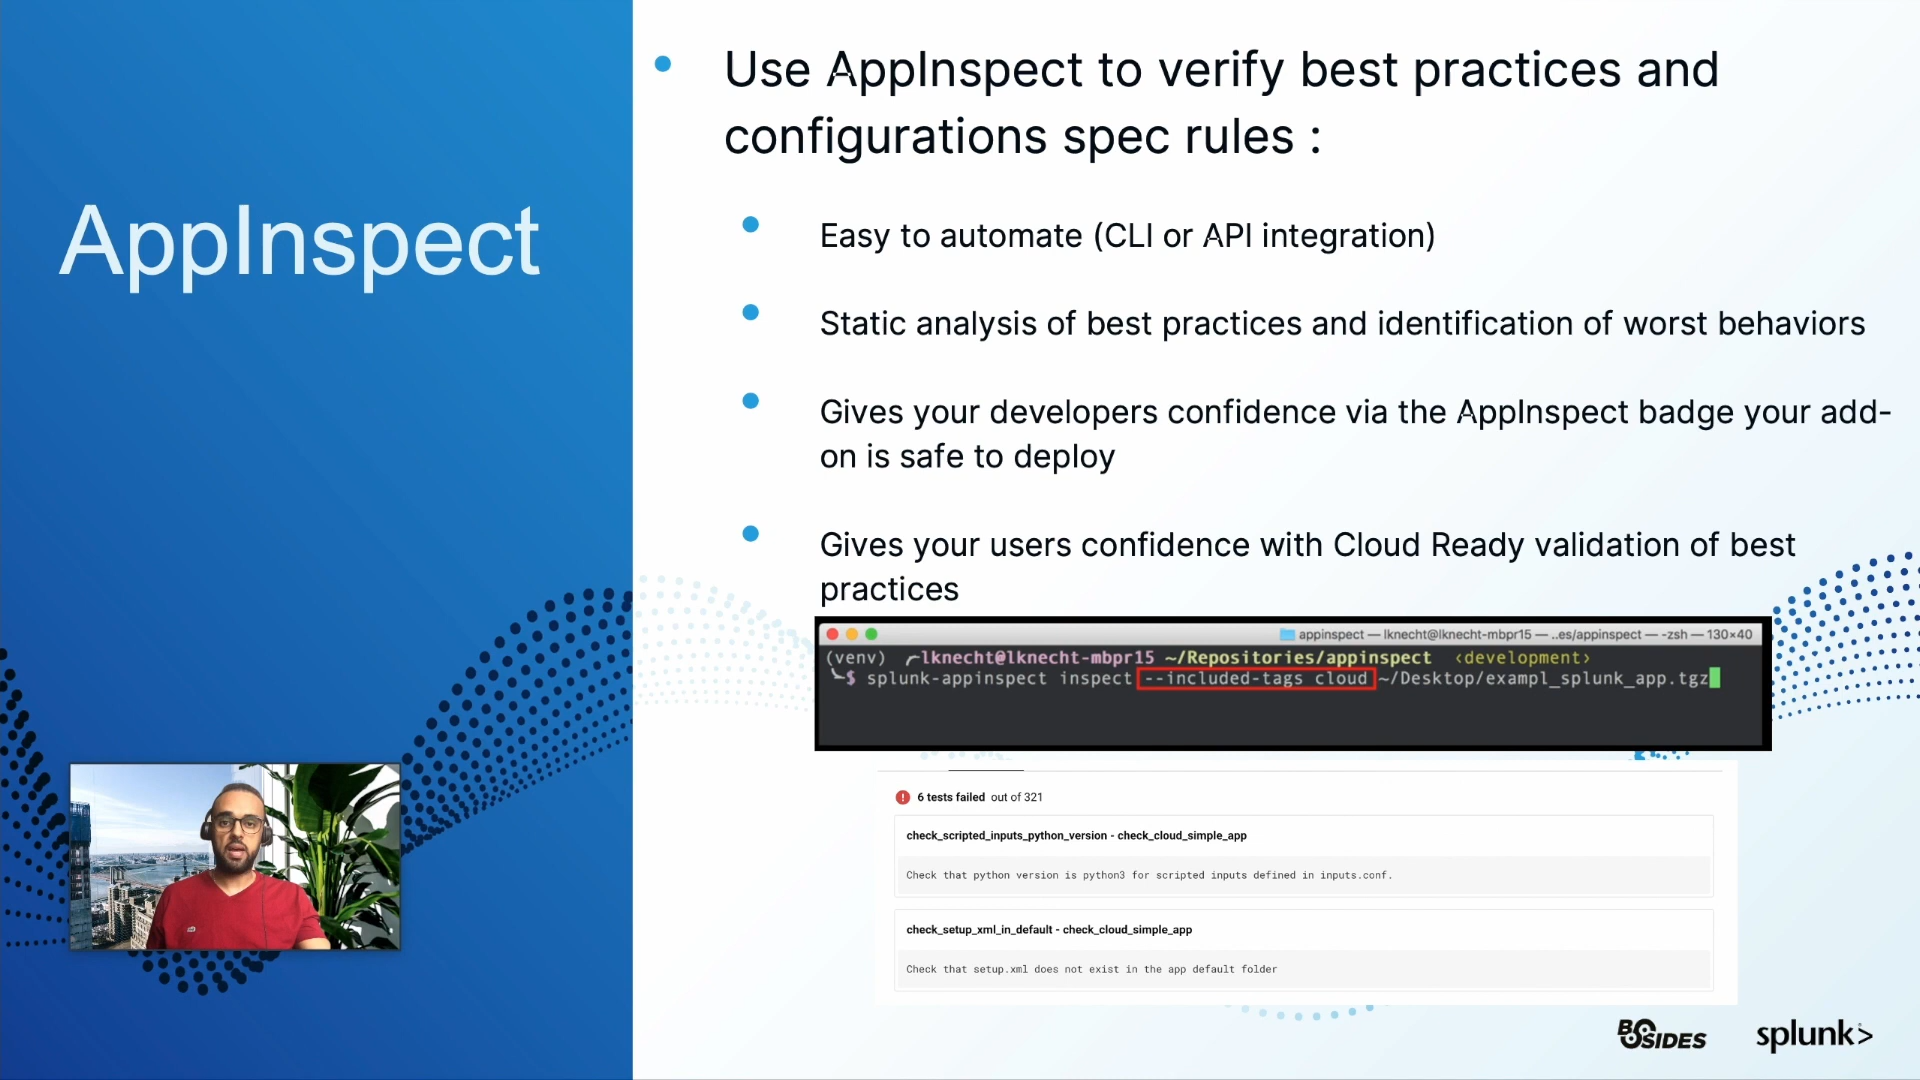 AppInspect
Use AppInspect to verify best practices and
configurations spec rules :
Easy to automate (CLI or API integration)
Static analysis of best practices and identification of worst behaviors
Gives your developers confidence via the AppInspect badge your add-
on is safe to deploy
Gives your users confidence with Cloud Ready validation of best
practices
appinspect — lknecht@lknecht-mbpr15 — ..es/appinspect — -zsh — 130×40
(venv) lknecht@lknecht-mbpr15 ~/Repositories/appinspect ‹development›
$ splunk-appinspect inspect --included-tags cloud ~/Desktop/exampl_splunk_app.tgz
6 tests failed out of 321
check_scripted_inputs_python_version - check_cloud_simple_app
Check that python version is python3 for scripted inputs defined in inputs.conf.
check_setup_xml_in_default - check_cloud_simple_app
Check that setup.xml does not exist in the app default folder
BSIDES
splunk>